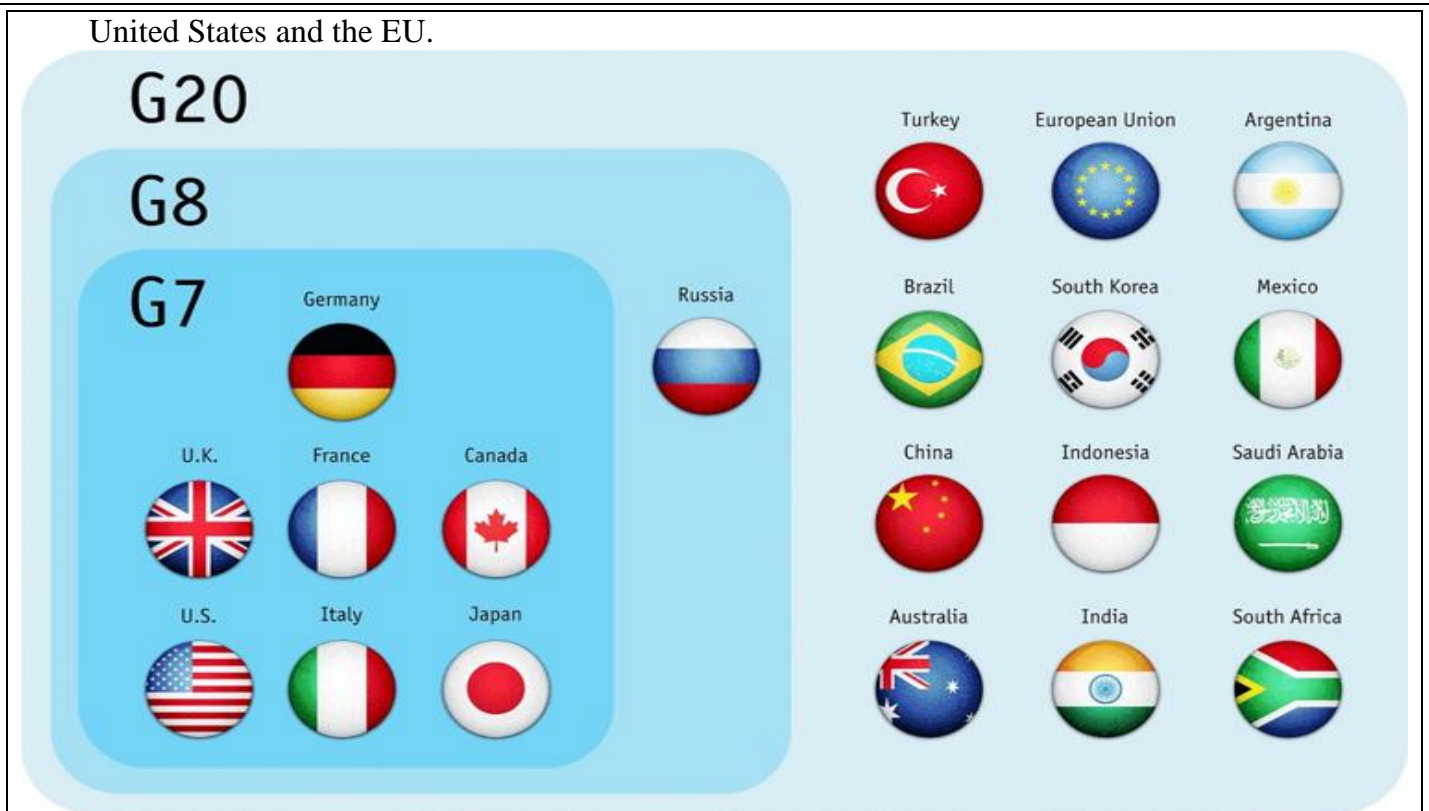 United States and the EU.
G20
Turkey European Union Argentina
G8
G7
Germany Russia Brazil South Korea Mexico
U.K. France Canada China Indonesia Saudi Arabia
U.S. Italy Japan Australia India South Africa